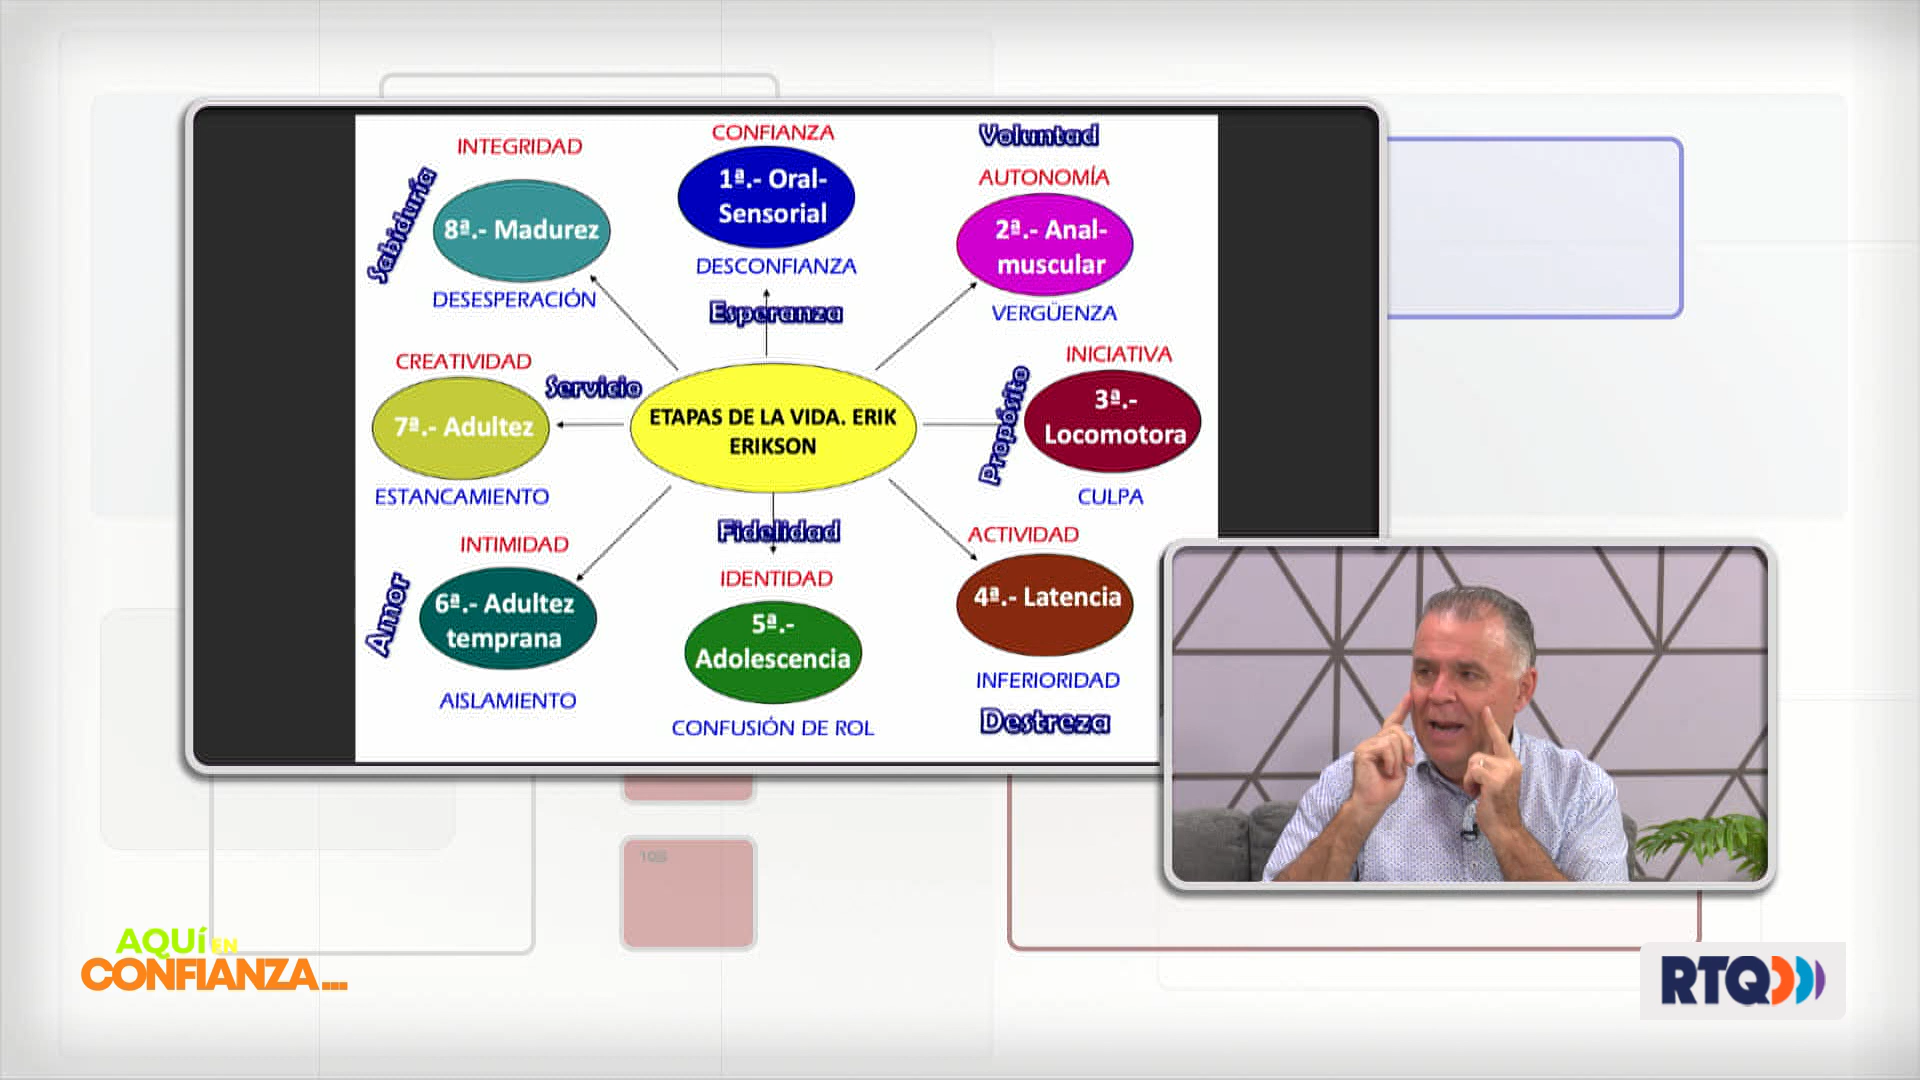 INTEGRIDAD
Sabiduría
8ª.- Madurez
DESESPERACIÓN
CONFIANZA
1ª.- Oral-
Sensorial
DESCONFIANZA
Esperanza
Voluntad
AUTONOMÍA
2ª.- Anal-
muscular
VERGÜENZA
CREATIVIDAD
7ª.- Adultez
ESTANCAMIENTO
Servicio
ETAPAS DE LA VIDA. ERIK
ERIKSON
Propósito
INICIATIVA
3ª.-
Locomotora
CULPA
INTIMIDAD
Amor
6ª.- Adultez
temprana
AISLAMIENTO
Fidelidad
IDENTIDAD
5ª.-
Adolescencia
CONFUSIÓN DE ROL
ACTIVIDAD
4ª.- Latencia
INFERIORIDAD
Destreza
AQUÍ EN
CONFIANZA...
RTQ